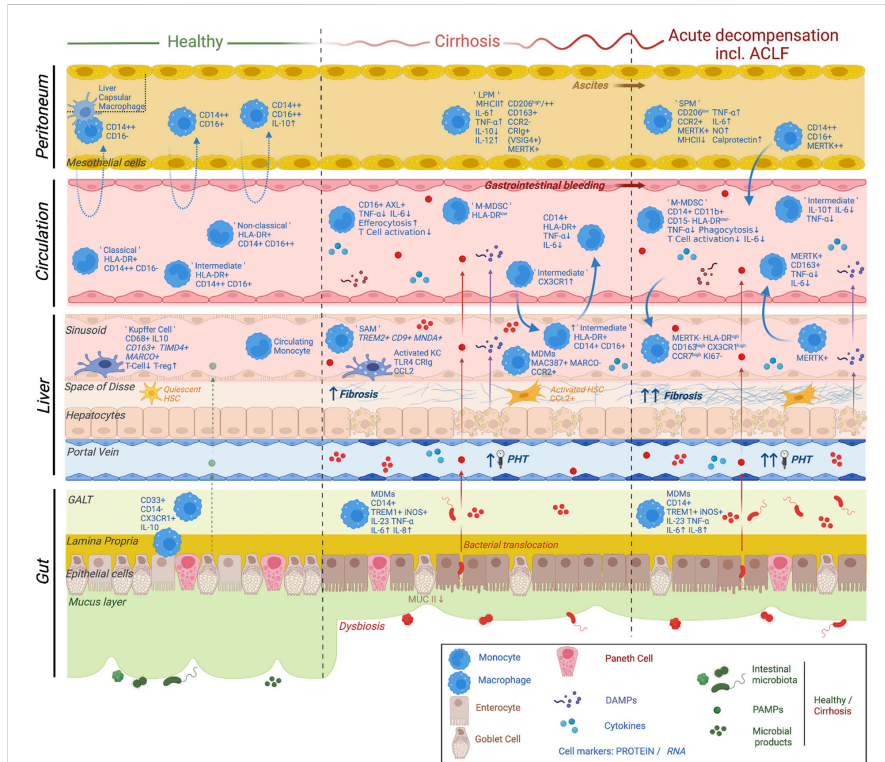 Healthy
Cirrhosis
Acute decompensation
incl. ACLF
Peritoneum
Liver
Capsular
Macrophage
CD14++
CD16-
CD14++
CD16+
CD14++
CD16++
IL-10↑
Mesothelial cells
' LPM '
MHCII↑ CD206high/++
IL-6↑ CD163+
TNF-α↑ CCR2-
IL-10↓ CRIg+
IL-12↑ (VSIG4+)
MERTK+
Ascites
' SPM '
CD206low TNF-α↑
CCR2+ IL-6↑
MERTK+ NO↑
MHCII↓ Calprotectin↑
CD14++
CD16+
MERTK++
Circulation
Gastrointestinal bleeding
' Classical '
HLA-DR+
CD14++ CD16-
' Non-classical '
HLA-DR+
CD14+ CD16++
' Intermediate '
HLA-DR+
CD14++ CD16+
CD16+ AXL+
TNF-α↓ IL-6↓
Efferocytosis↑
T Cell activation↓
' M-MDSC '
HLA-DRlow
CD14+
HLA-DR+
TNF-α↓
IL-6↓
' Intermediate '
CX3CR1↑
' M-MDSC '
CD14+ CD11b+
CD15- HLA-DRlow/-
TNF-α↓ Phagocytosis↓
T Cell activation↓ IL-6↓
' Intermediate '
IL-10↑ IL-6↓
TNF-α↓
MERTK+
CD163+
TNF-α↓
IL-6↓
Liver
Sinusoid
' Kupffer Cell '
CD68+ IL10
CD163+ TIMD4+
MARCO+
T-Cell↓ T-reg↑
Circulating
Monocyte
' SAM '
TREM2+ CD9+ MNDA+
Activated KC
TLR4 CRIg
CCL2
↑' Intermediate '
HLA-DR+
CD14+ CD16+
MDMs
MAC387+ MARCO-
CCR2+
MERTK- HLA-DRhigh
CD163high CX3CR1high
CCR7high KI67-
MERTK+
Space of Disse
Quiescent
HSC
↑ Fibrosis
Activated HSC
CCL2+
↑↑ Fibrosis
Hepatocytes
Portal Vein
↑ PHT
↑↑ PHT
Gut
GALT
CD33+
CD14-
CX3CR1+
IL-10
MDMs
CD14+
TREM1+ iNOS+
IL-23 TNF-α
IL-6↑ IL-8↑
MDMs
CD14+
TREM1+ iNOS+
IL-23 TNF-α
IL-6↑ IL-8↑
Lamina Propria
Bacterial translocation
Epithelial cells
Mucus layer
MUC II↓
Dysbiosis
Monocyte
Macrophage
Enterocyte
Goblet Cell
Paneth Cell
DAMPs
Cytokines
Cell markers: PROTEIN / RNA
Intestinal
microbiota
PAMPs
Microbial
products
Healthy /
Cirrhosis